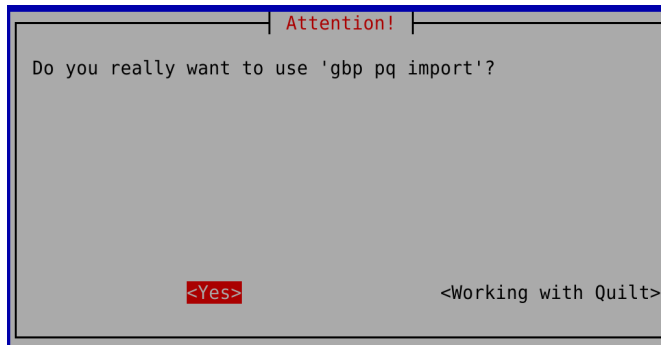 Attention!
Do you really want to use 'gbp pq import'?
<Yes> <Working with Quilt>